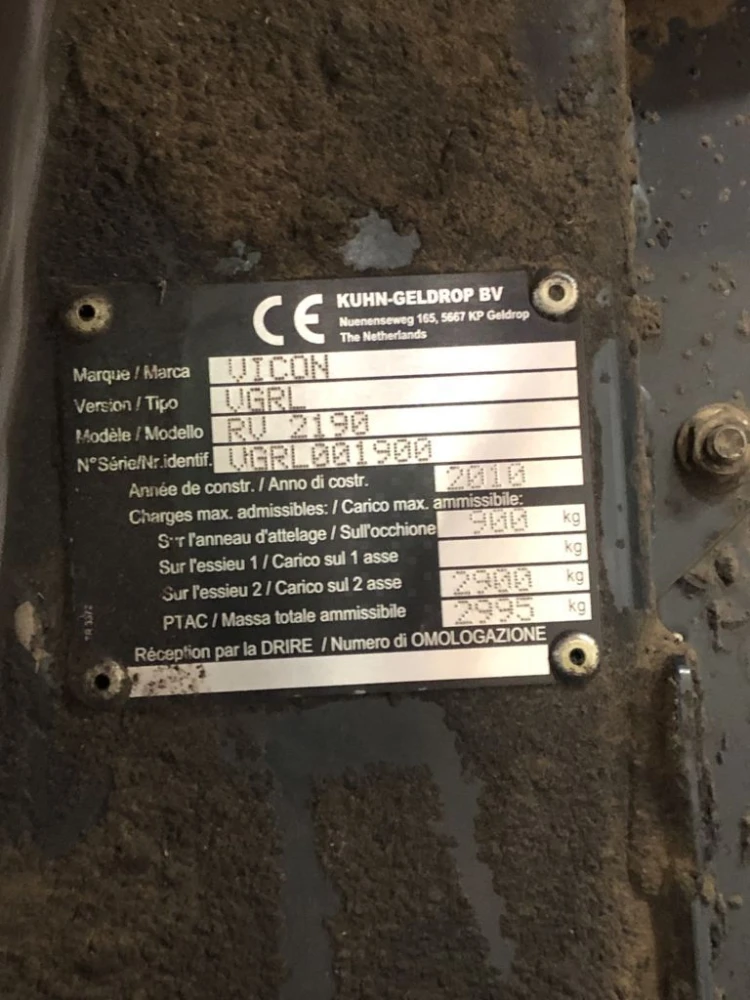 CE KUHN-GELDROP BV
Nuenenseweg 165, 5667 KP Geldrop
The Netherlands
Marque / Marca VICON
Version / Tipo VGRL
Modèle / Modello RV 2190
N° Série/Nr.identif. VGRL001900
Année de constr. / Anno di costr. 2010
Charges max. admissibles: / Carico max. ammissibile:
Sur l'anneau d'attelage / Sull'occhione 900 kg
Sur l'essieu 1 / Carico sul 1 asse kg
Sur l'essieu 2 / Carico sul 2 asse 2900 kg
PTAC / Massa totale ammissibile 2995 kg
Réception par la DRIRE / Numero di OMOLOGAZIONE